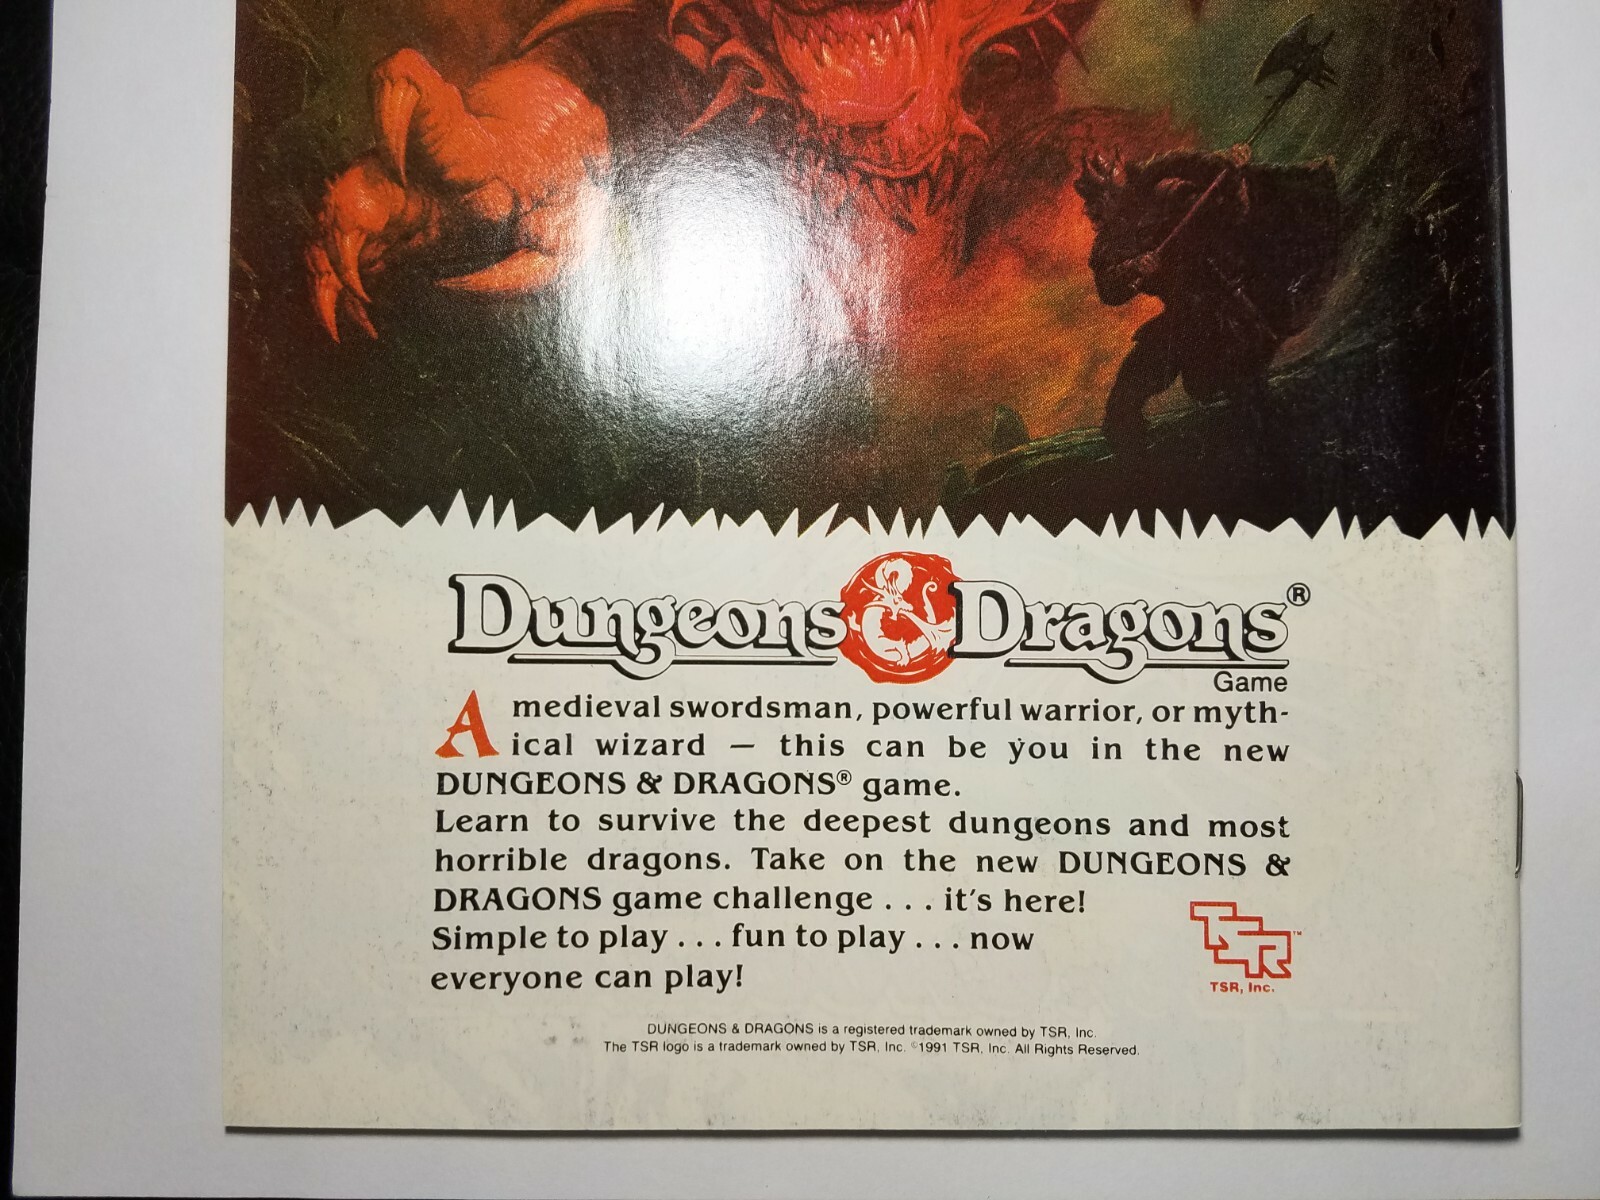 Dungeons & Dragons®
Game
A medieval swordsman, powerful warrior, or myth-
ical wizard — this can be you in the new
DUNGEONS & DRAGONS® game.
Learn to survive the deepest dungeons and most
horrible dragons. Take on the new DUNGEONS &
DRAGONS game challenge . . . it's here!
Simple to play . . . fun to play . . . now
everyone can play!
TSR™
TSR, Inc.
DUNGEONS & DRAGONS is a registered trademark owned by TSR, Inc.
The TSR logo is a trademark owned by TSR, Inc. ©1991 TSR, Inc. All Rights Reserved.